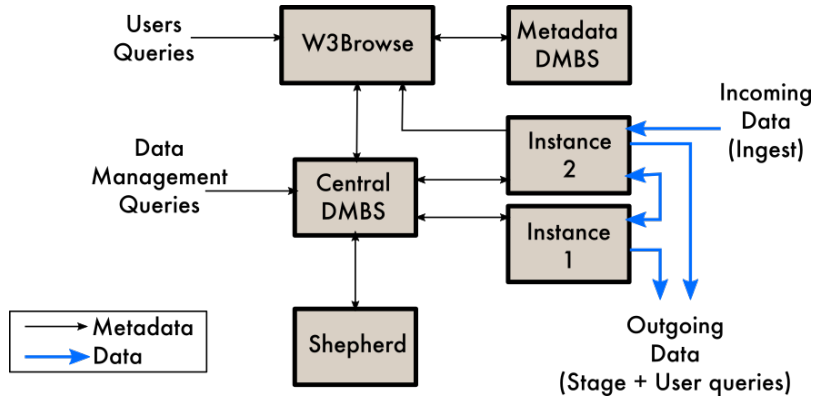 Users
Queries
W3Browse
Metadata
DMBS
Incoming
Data
(Ingest)
Instance
2
Data
Management
Queries
Central
DMBS
Instance
1
Shepherd
Metadata
Data
Outgoing
Data
(Stage + User queries)